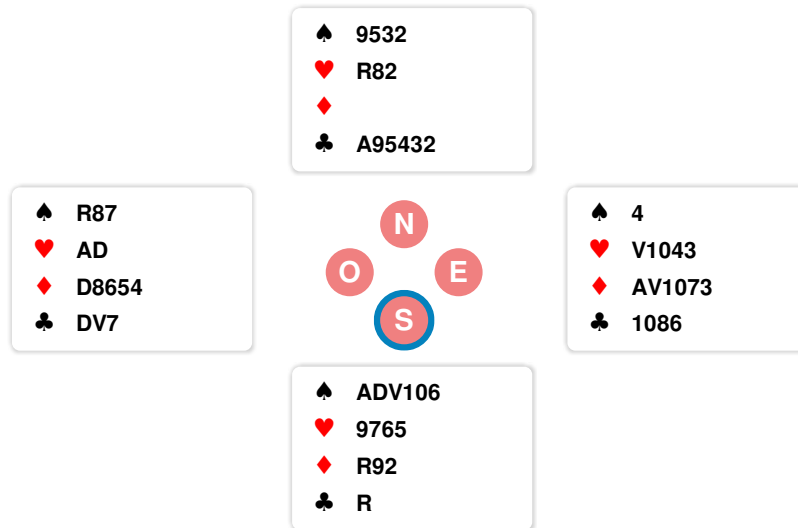 ♠ 9532
♥ R82
♦
♣ A95432
♠ R87
♥ AD
♦ D8654
♣ DV7
N
O E
S
♠ 4
♥ V1043
♦ AV1073
♣ 1086
♠ ADV106
♥ 9765
♦ R92
♣ R